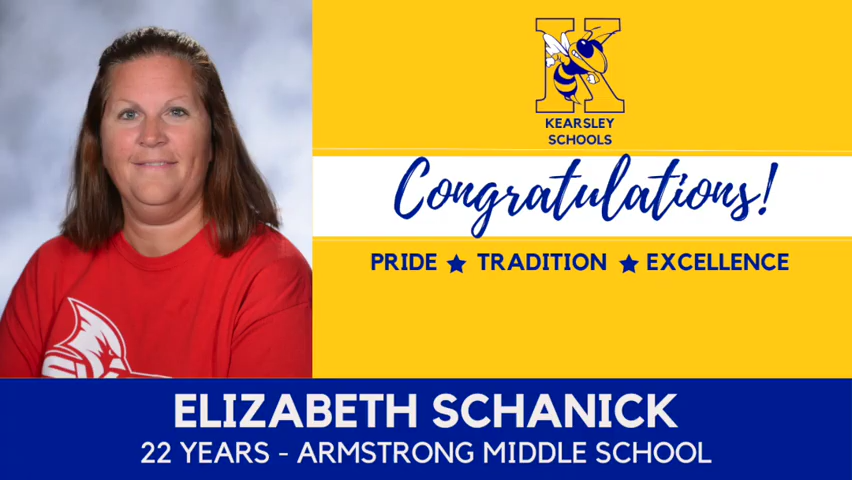 K
KEARSLEY
SCHOOLS
Congratulations!
PRIDE ★ TRADITION ★ EXCELLENCE
ELIZABETH SCHANICK
22 YEARS - ARMSTRONG MIDDLE SCHOOL